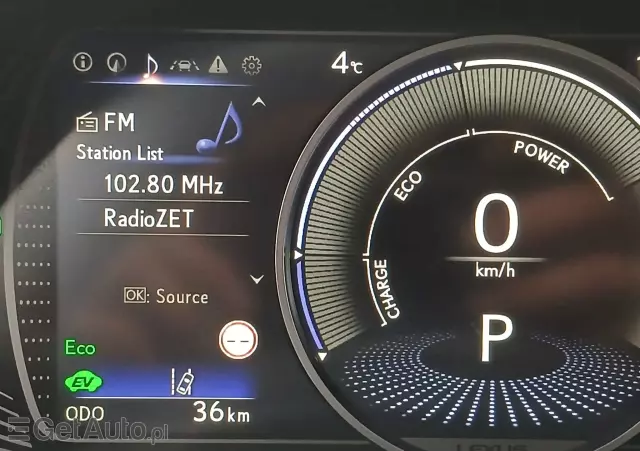 4°C
FM
Station List
102.80 MHz
RadioZET
OK: Source
--
Eco
EV
ODO 36 km
CHARGE
ECO
POWER
0
km/h
P
LEXUS
GetAuto.pl